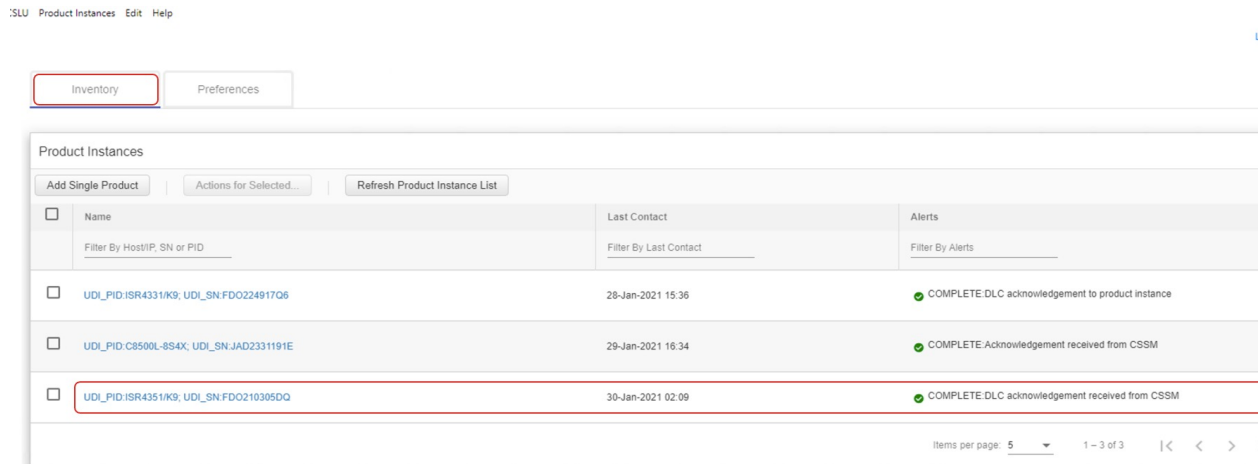 CSLU Product Instances Edit Help
Inventory Preferences
Product Instances
Add Single Product Actions for Selected... Refresh Product Instance List
Name Last Contact Alerts
Filter By Host/IP, SN or PID Filter By Last Contact Filter By Alerts
UDI_PID:ISR4331/K9; UDI_SN:FDO224917Q6 28-Jan-2021 15:36 COMPLETE:DLC acknowledgement to product instance
UDI_PID:C8500L-8S4X; UDI_SN:JAD2331191E 29-Jan-2021 16:34 COMPLETE:Acknowledgement received from CSSM
UDI_PID:ISR4351/K9; UDI_SN:FDO210305DQ 30-Jan-2021 02:09 COMPLETE:DLC acknowledgement received from CSSM
Items per page: 5 1 – 3 of 3